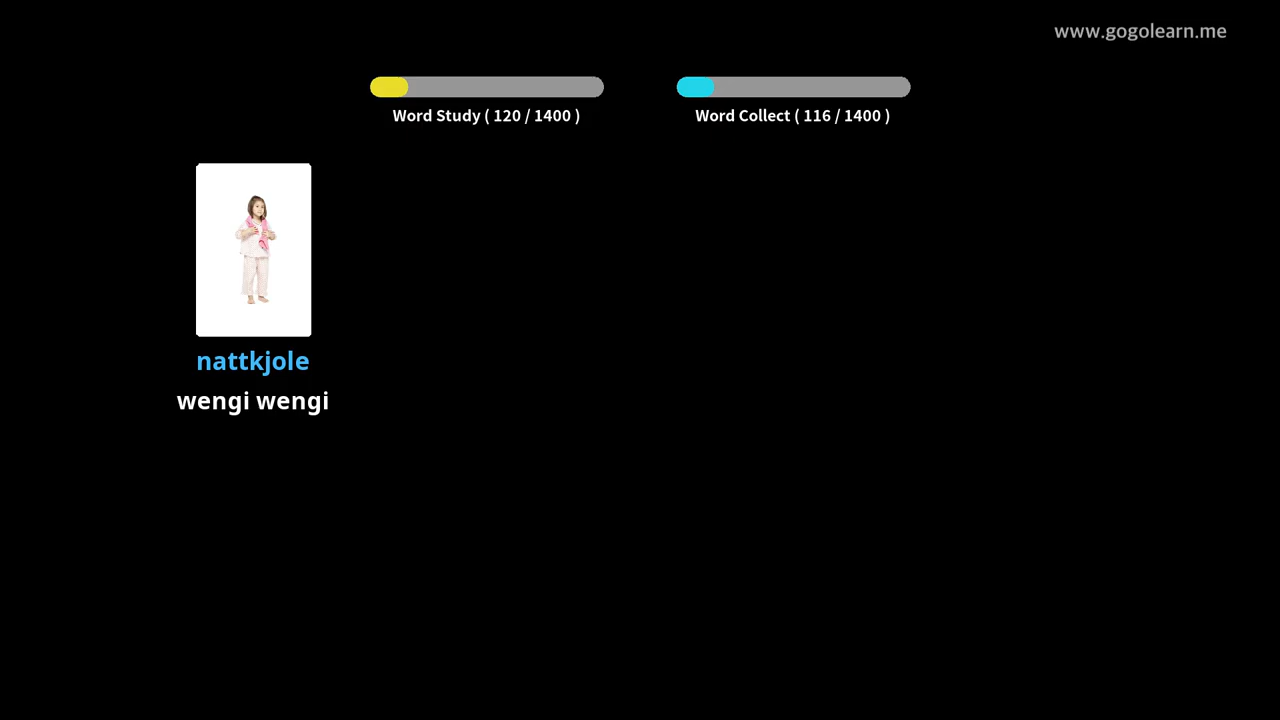 www.gogolearn.me
Word Study ( 120 / 1400 )
Word Collect ( 116 / 1400 )
nattkjole
wengi wengi